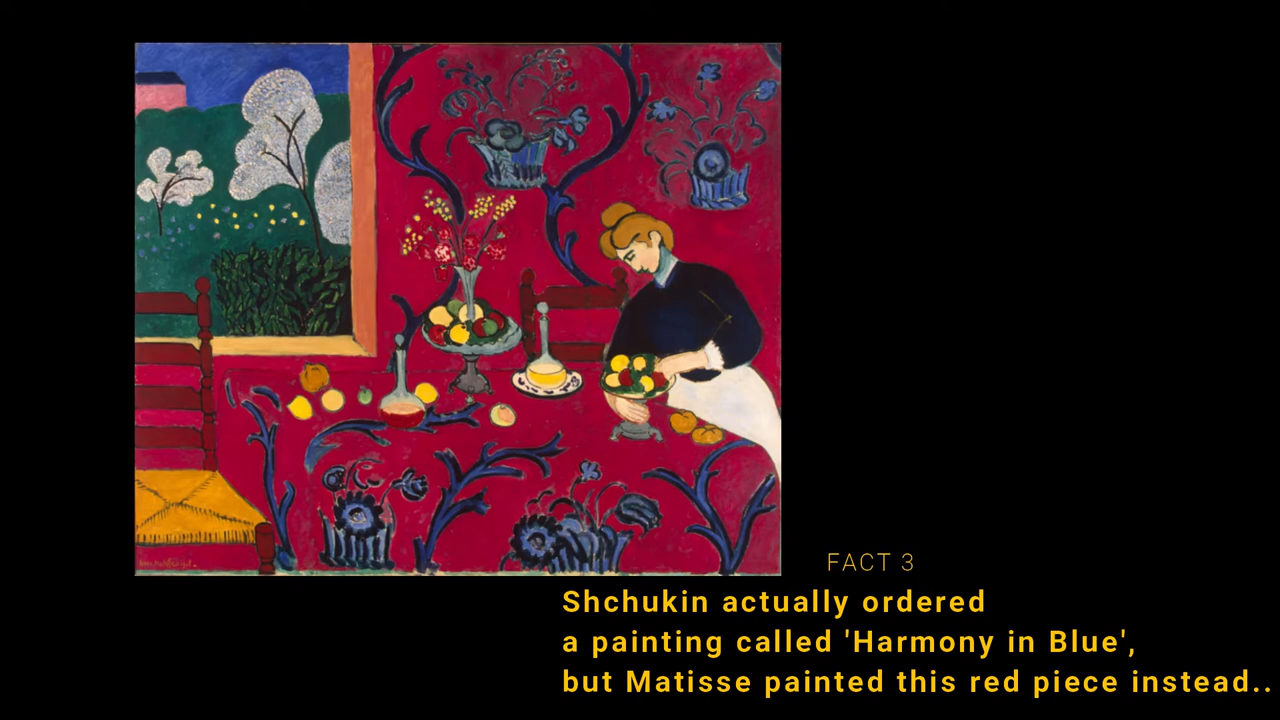 FACT 3
Shchukin actually ordered
a painting called 'Harmony in Blue',
but Matisse painted this red piece instead..